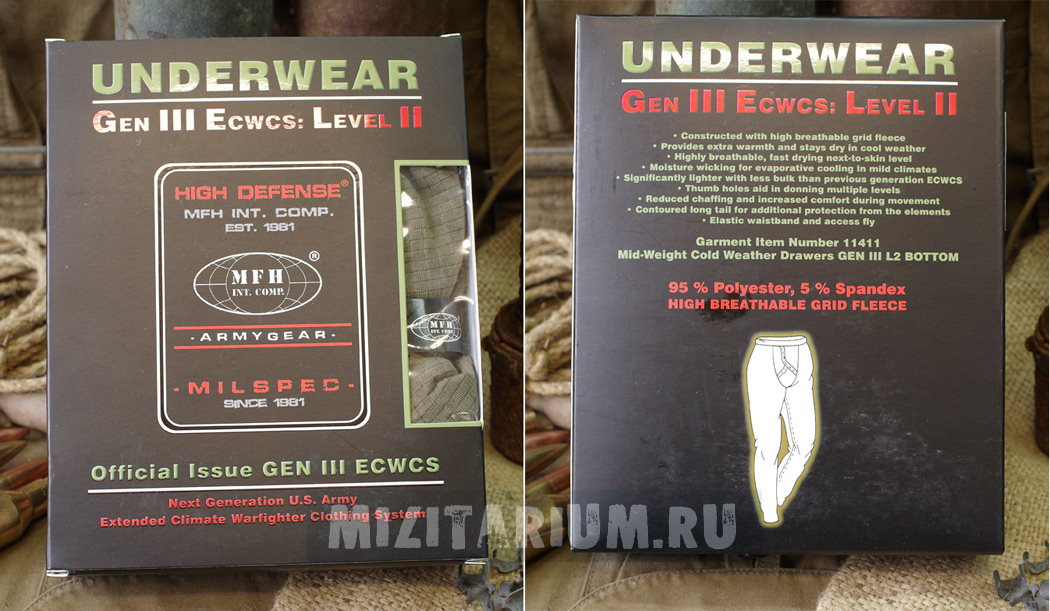 UNDERWEAR
GEN III ECWCS: LEVEL II
HIGH DEFENSE®
MFH INT. COMP.
EST. 1981
®
MFH
INT. COMP.
- ARMYGEAR -
- MILSPEC -
SINCE 1981
MFH
INT. COMP.
Official Issue GEN III ECWCS
Next Generation U.S. Army
Extended Climate Warfighter Clothing System
UNDERWEAR
GEN III ECWCS: LEVEL II
• Constructed with high breathable grid fleece
• Provides extra warmth and stays dry in cool weather
• Highly breathable, fast drying next-to-skin level
• Moisture wicking for evaporative cooling in mild climates
• Significantly lighter with less bulk than previous generation ECWCS
• Thumb holes aid in donning multiple levels
• Reduced chaffing and increased comfort during movement
• Contoured long tail for additional protection from the elements
• Elastic waistband and access fly
Garment Item Number 11411
Mid-Weight Cold Weather Drawers GEN III L2 BOTTOM
95 % Polyester, 5 % Spandex
HIGH BREATHABLE GRID FLEECE
MIZITARIUM.RU